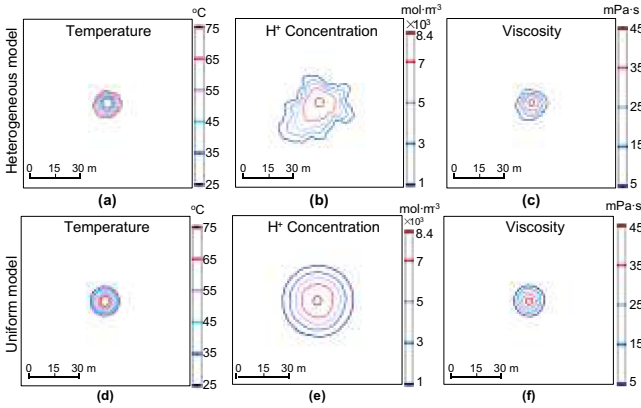 Heterogeneous model
Temperature
ºC
75
65
55
45
35
25
0 15 30 m
(a)
H⁺ Concentration
mol·m⁻³
×10³
8.4
7
5
3
1
0 15 30 m
(b)
Viscosity
mPa·s
45
35
25
15
5
0 15 30 m
(c)
Uniform model
Temperature
ºC
75
65
55
45
35
25
0 15 30 m
(d)
H⁺ Concentration
mol·m⁻³
×10³
8.4
7
5
3
1
0 15 30 m
(e)
Viscosity
mPa·s
45
35
25
15
5
0 15 30 m
(f)